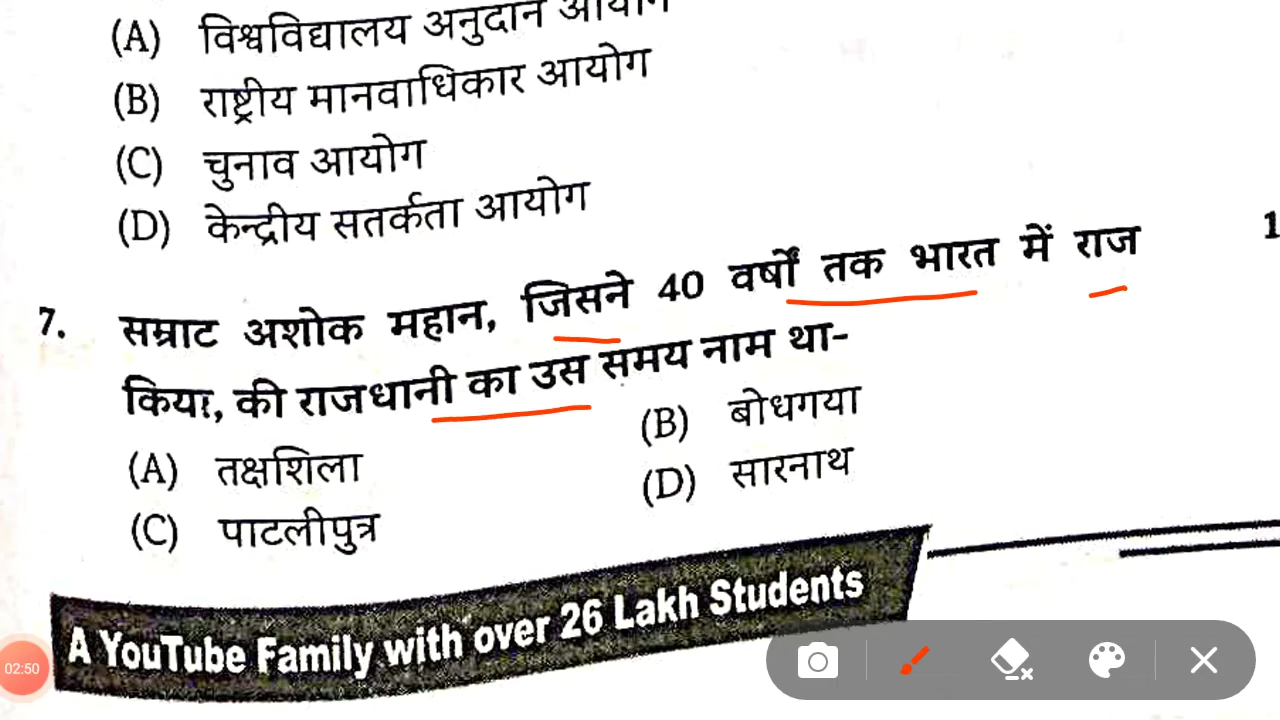 (A) विश्वविद्यालय अनुदान आयोग
(B) राष्ट्रीय मानवाधिकार आयोग
(C) चुनाव आयोग
(D) केन्द्रीय सतर्कता आयोग
7. सम्राट अशोक महान, जिसने 40 वर्षों तक भारत में राज
किया, की राजधानी का उस समय नाम था-
(A) तक्षशिला (B) बोधगया
(C) पाटलीपुत्र (D) सारनाथ
A YouTube Family with over 26 Lakh Students
1
02:50